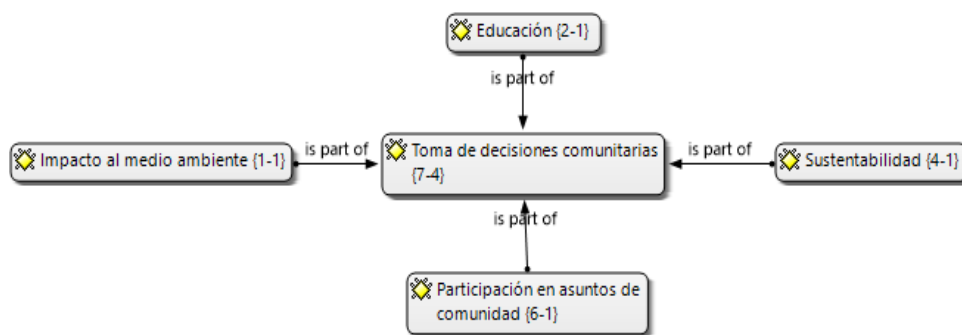 Educación {2-1}
is part of
Impacto al medio ambiente {1-1}
is part of
Toma de decisiones comunitarias
{7-4}
is part of
Sustentabilidad {4-1}
is part of
Participación en asuntos de
comunidad {6-1}